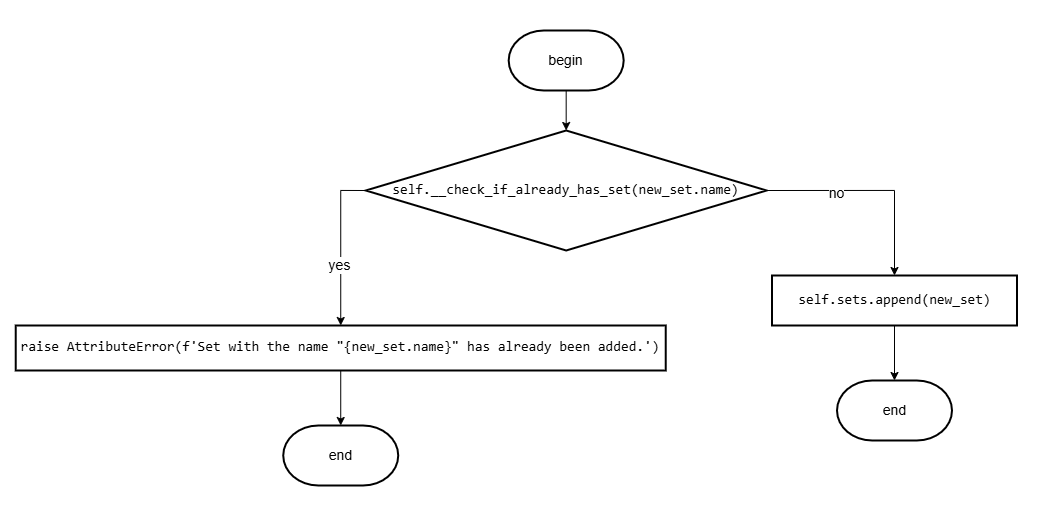 begin
self.__check_if_already_has_set(new_set.name)
no
yes
self.sets.append(new_set)
raise AttributeError(f'Set with the name "{new_set.name}" has already been added.')
end
end